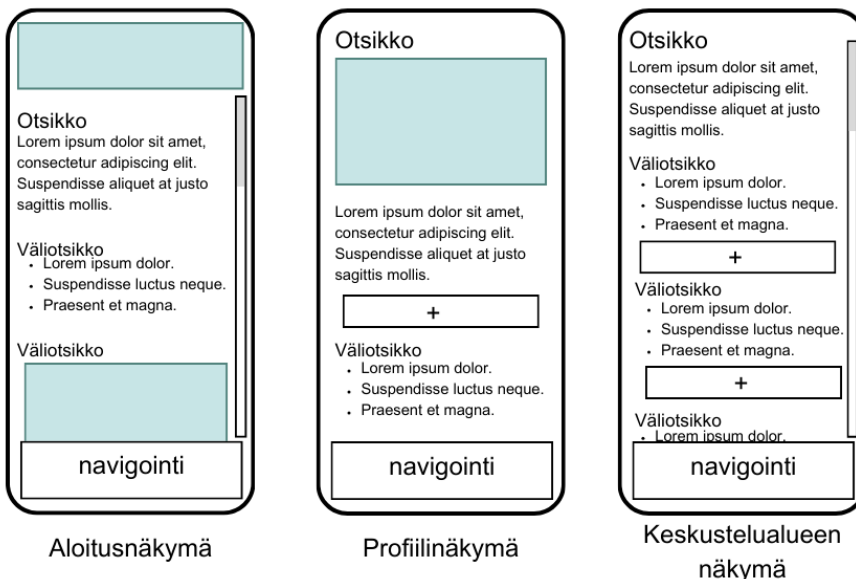 Otsikko
Lorem ipsum dolor sit amet,
consectetur adipiscing elit.
Suspendisse aliquet at justo
sagittis mollis.
Väliotsikko
• Lorem ipsum dolor.
• Suspendisse luctus neque.
• Praesent et magna.
Väliotsikko
navigointi
Aloitusnäkymä
Otsikko
Lorem ipsum dolor sit amet,
consectetur adipiscing elit.
Suspendisse aliquet at justo
sagittis mollis.
+
Väliotsikko
• Lorem ipsum dolor.
• Suspendisse luctus neque.
• Praesent et magna.
navigointi
Profiilinäkymä
Otsikko
Lorem ipsum dolor sit amet,
consectetur adipiscing elit.
Suspendisse aliquet at justo
sagittis mollis.
Väliotsikko
• Lorem ipsum dolor.
• Suspendisse luctus neque.
• Praesent et magna.
+
Väliotsikko
• Lorem ipsum dolor.
• Suspendisse luctus neque.
• Praesent et magna.
+
Väliotsikko
• Lorem ipsum dolor.
navigointi
Keskustelualueen
näkymä